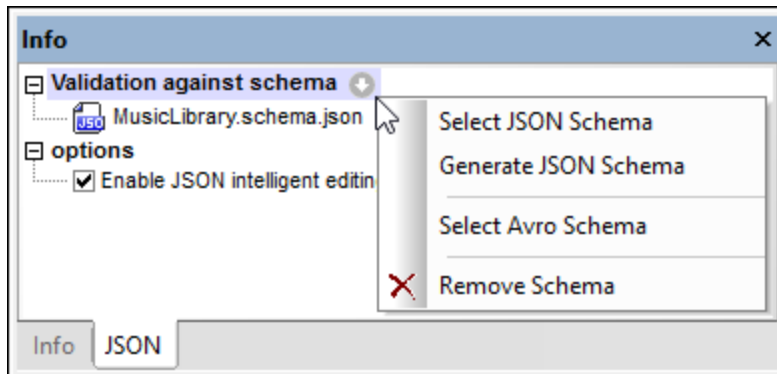 Info
Validation against schema
JSO
MusicLibrary.schema.json
options
Enable JSON intelligent editin
Select JSON Schema
Generate JSON Schema
Select Avro Schema
Remove Schema
Info
JSON